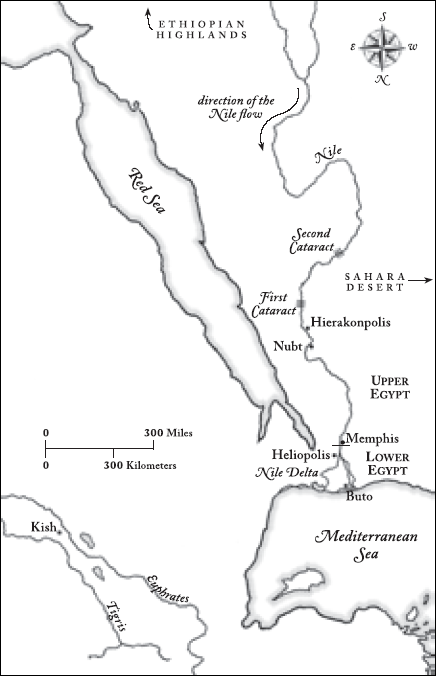 ETHIOPIAN
HIGHLANDS
S
E
W
N
direction of the
Nile flow
Nile
Red Sea
Second
Cataract
SAHARA
DESERT
First
Cataract
Hierakonpolis
Nubt
UPPER
EGYPT
0 300 Miles
0 300 Kilometers
Memphis
Heliopolis
LOWER
EGYPT
Nile Delta
Buto
Kish
Mediterranean
Sea
Euphrates
Tigris